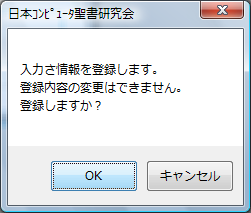 日本ｺﾝﾋﾟｭｰﾀ聖書研究会
入力さ情報を登録します。
登録内容の変更はできません。
登録しますか？
OK
キャンセル